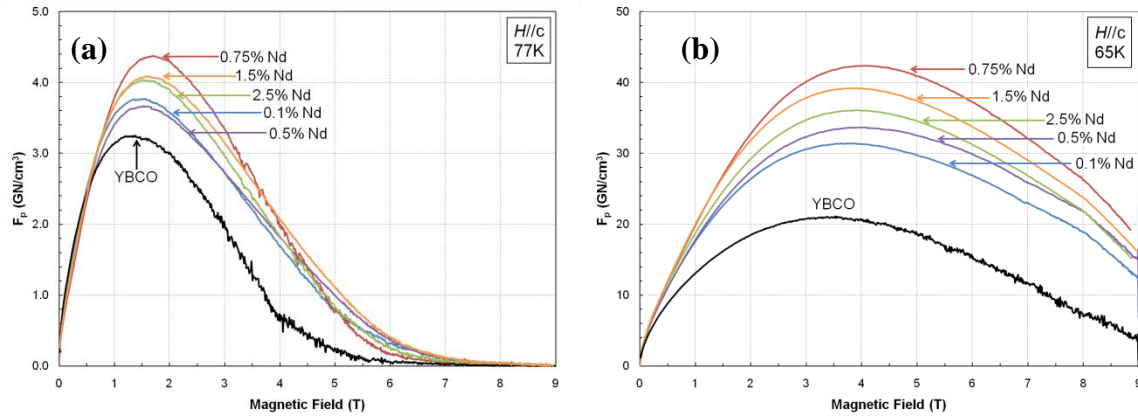 (a)
H//c
77K
0.75% Nd
1.5% Nd
2.5% Nd
0.1% Nd
0.5% Nd
YBCO
Fp (GN/cm³)
5.0
4.0
3.0
2.0
1.0
0.0
0 1 2 3 4 5 6 7 8 9
Magnetic Field (T)
(b)
H//c
65K
0.75% Nd
1.5% Nd
2.5% Nd
0.5% Nd
0.1% Nd
YBCO
Fp (GN/cm³)
50
40
30
20
10
0
0 1 2 3 4 5 6 7 8 9
Magnetic Field (T)